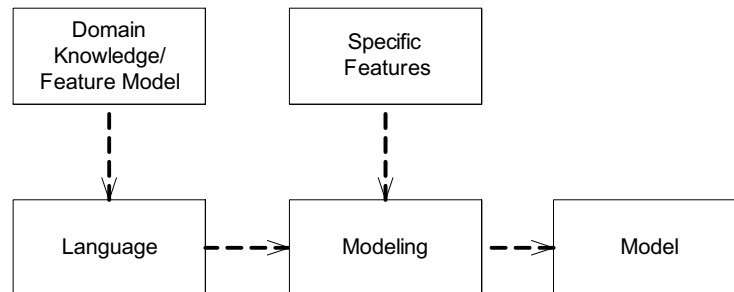 Domain
Knowledge/
Feature Model
Specific
Features
Language
Modeling
Model